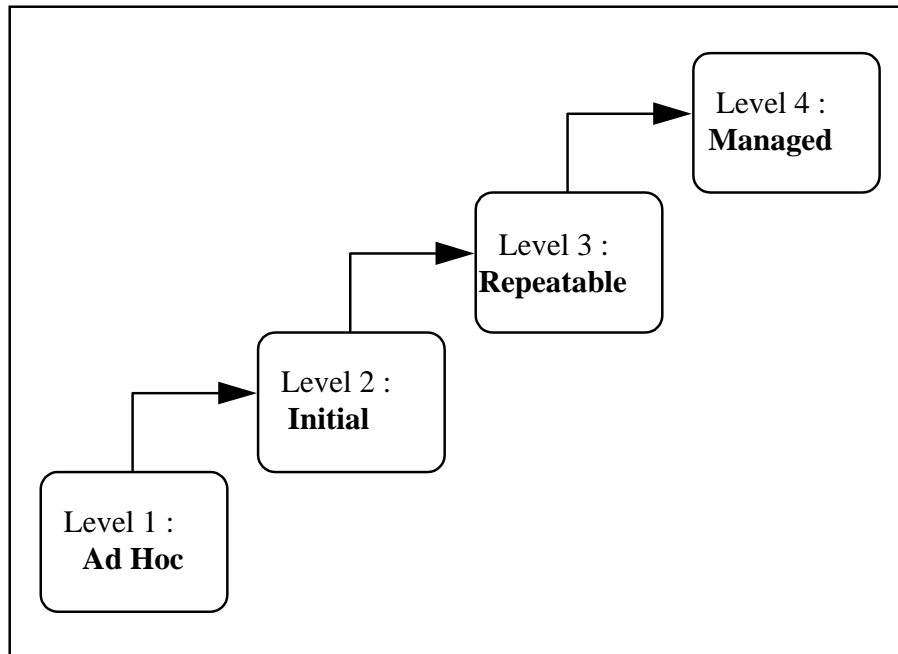 Level 4 :
Managed
Level 3 :
Repeatable
Level 2 :
Initial
Level 1 :
Ad Hoc